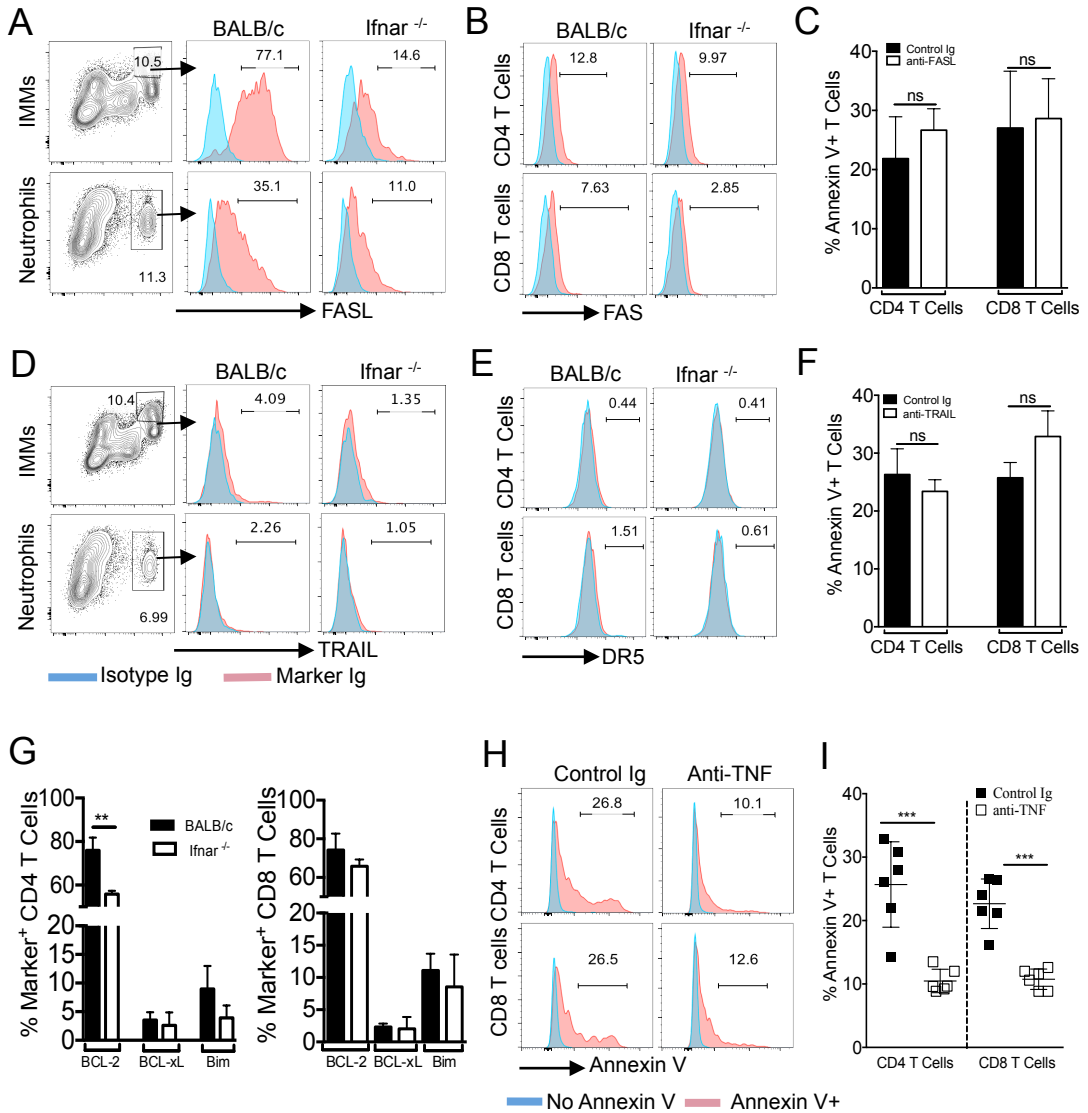 A
BALB/c
Ifnar -/-
IMMs
10.5
77.1
14.6
Neutrophils
11.3
35.1
11.0
FASL
B
BALB/c
Ifnar -/-
CD4 T Cells
12.8
9.97
CD8 T cells
7.63
2.85
FAS
C
Control Ig
anti-FASL
% Annexin V+ T Cells
40
30
20
10
0
ns
ns
CD4 T Cells
CD8 T Cells
D
BALB/c
Ifnar -/-
IMMs
10.4
4.09
1.35
Neutrophils
6.99
2.26
1.05
TRAIL
Isotype Ig
Marker Ig
E
BALB/c
Ifnar -/-
CD4 T Cells
0.44
0.41
CD8 T cells
1.51
0.61
DR5
F
Control Ig
anti-TRAIL
% Annexin V+ T Cells
40
30
20
10
0
ns
ns
CD4 T Cells
CD8 T Cells
G
% Marker+ CD4 T Cells
100
80
60
20
15
10
5
0
**
BALB/c
Ifnar -/-
BCL-2
BCL-xL
Bim
% Marker+ CD8 T Cells
100
80
60
20
15
10
5
0
BCL-2
BCL-xL
Bim
H
Control Ig
Anti-TNF
CD4 T Cells
26.8
10.1
CD8 T cells
26.5
12.6
Annexin V
No Annexin V
Annexin V+
I
Control Ig
anti-TNF
% Annexin V+ T Cells
40
30
20
10
0
***
***
CD4 T Cells
CD8 T Cells